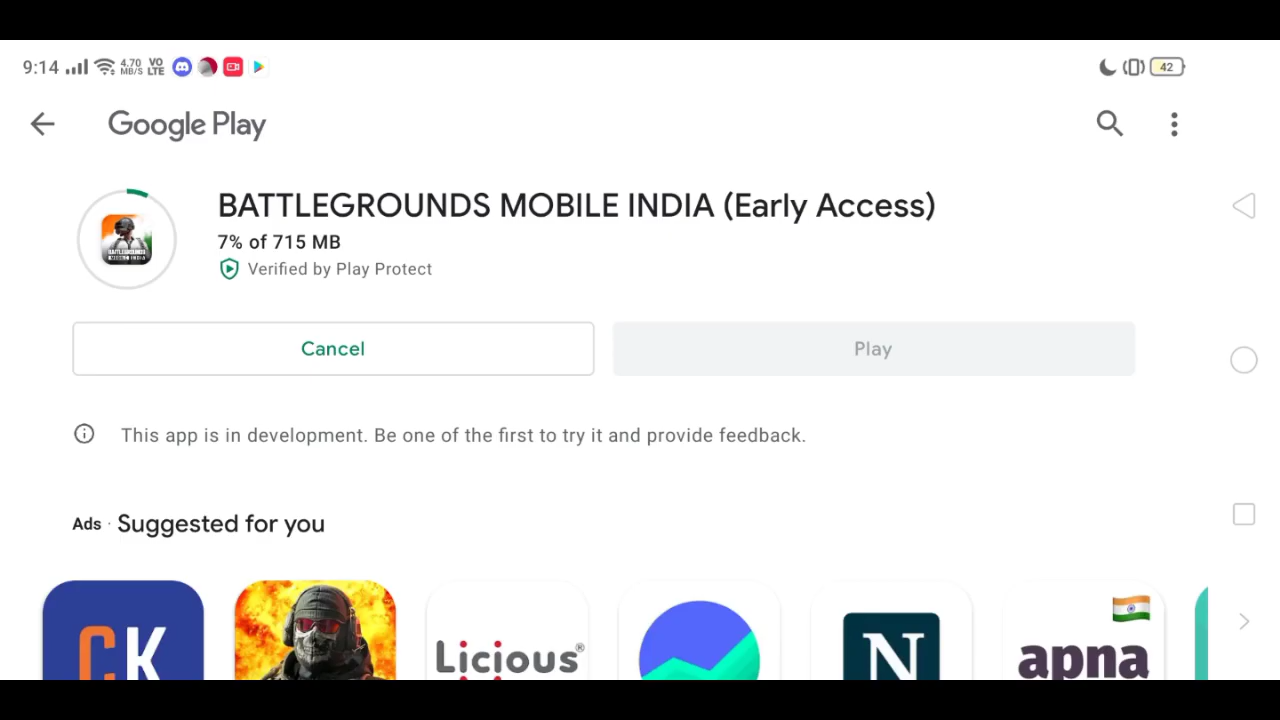 9:14 4.70 MB/S VO LTE 42
Google Play
BATTLEGROUNDS MOBILE INDIA (Early Access)
7% of 715 MB
Verified by Play Protect
Cancel Play
This app is in development. Be one of the first to try it and provide feedback.
Ads · Suggested for you
CK Licious® N apna